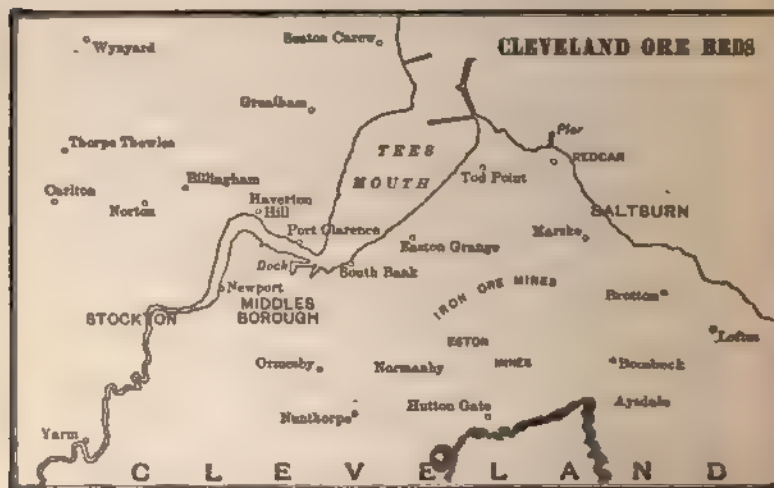 CLEVELAND ORE BEDS
Wynyard
Seaton Carew
Greatham
Thorpe Thewles
Carlton
Norton
Billingham
Haverton
Hill
Port Clarence
TEES
MOUTH
Tod Point
Pier
REDCAR
SALTBURN
Marske
Easton Grange
South Bank
Dock
Newport
MIDDLES
BOROUGH
STOCKTON
IRON ORE MINES
ESTON
MINES
Brotton
Loftus
Ormesby
Normanby
Boosbeck
Aysdale
Nunthorpe
Hutton Gate
Yarm
CLEVELAND